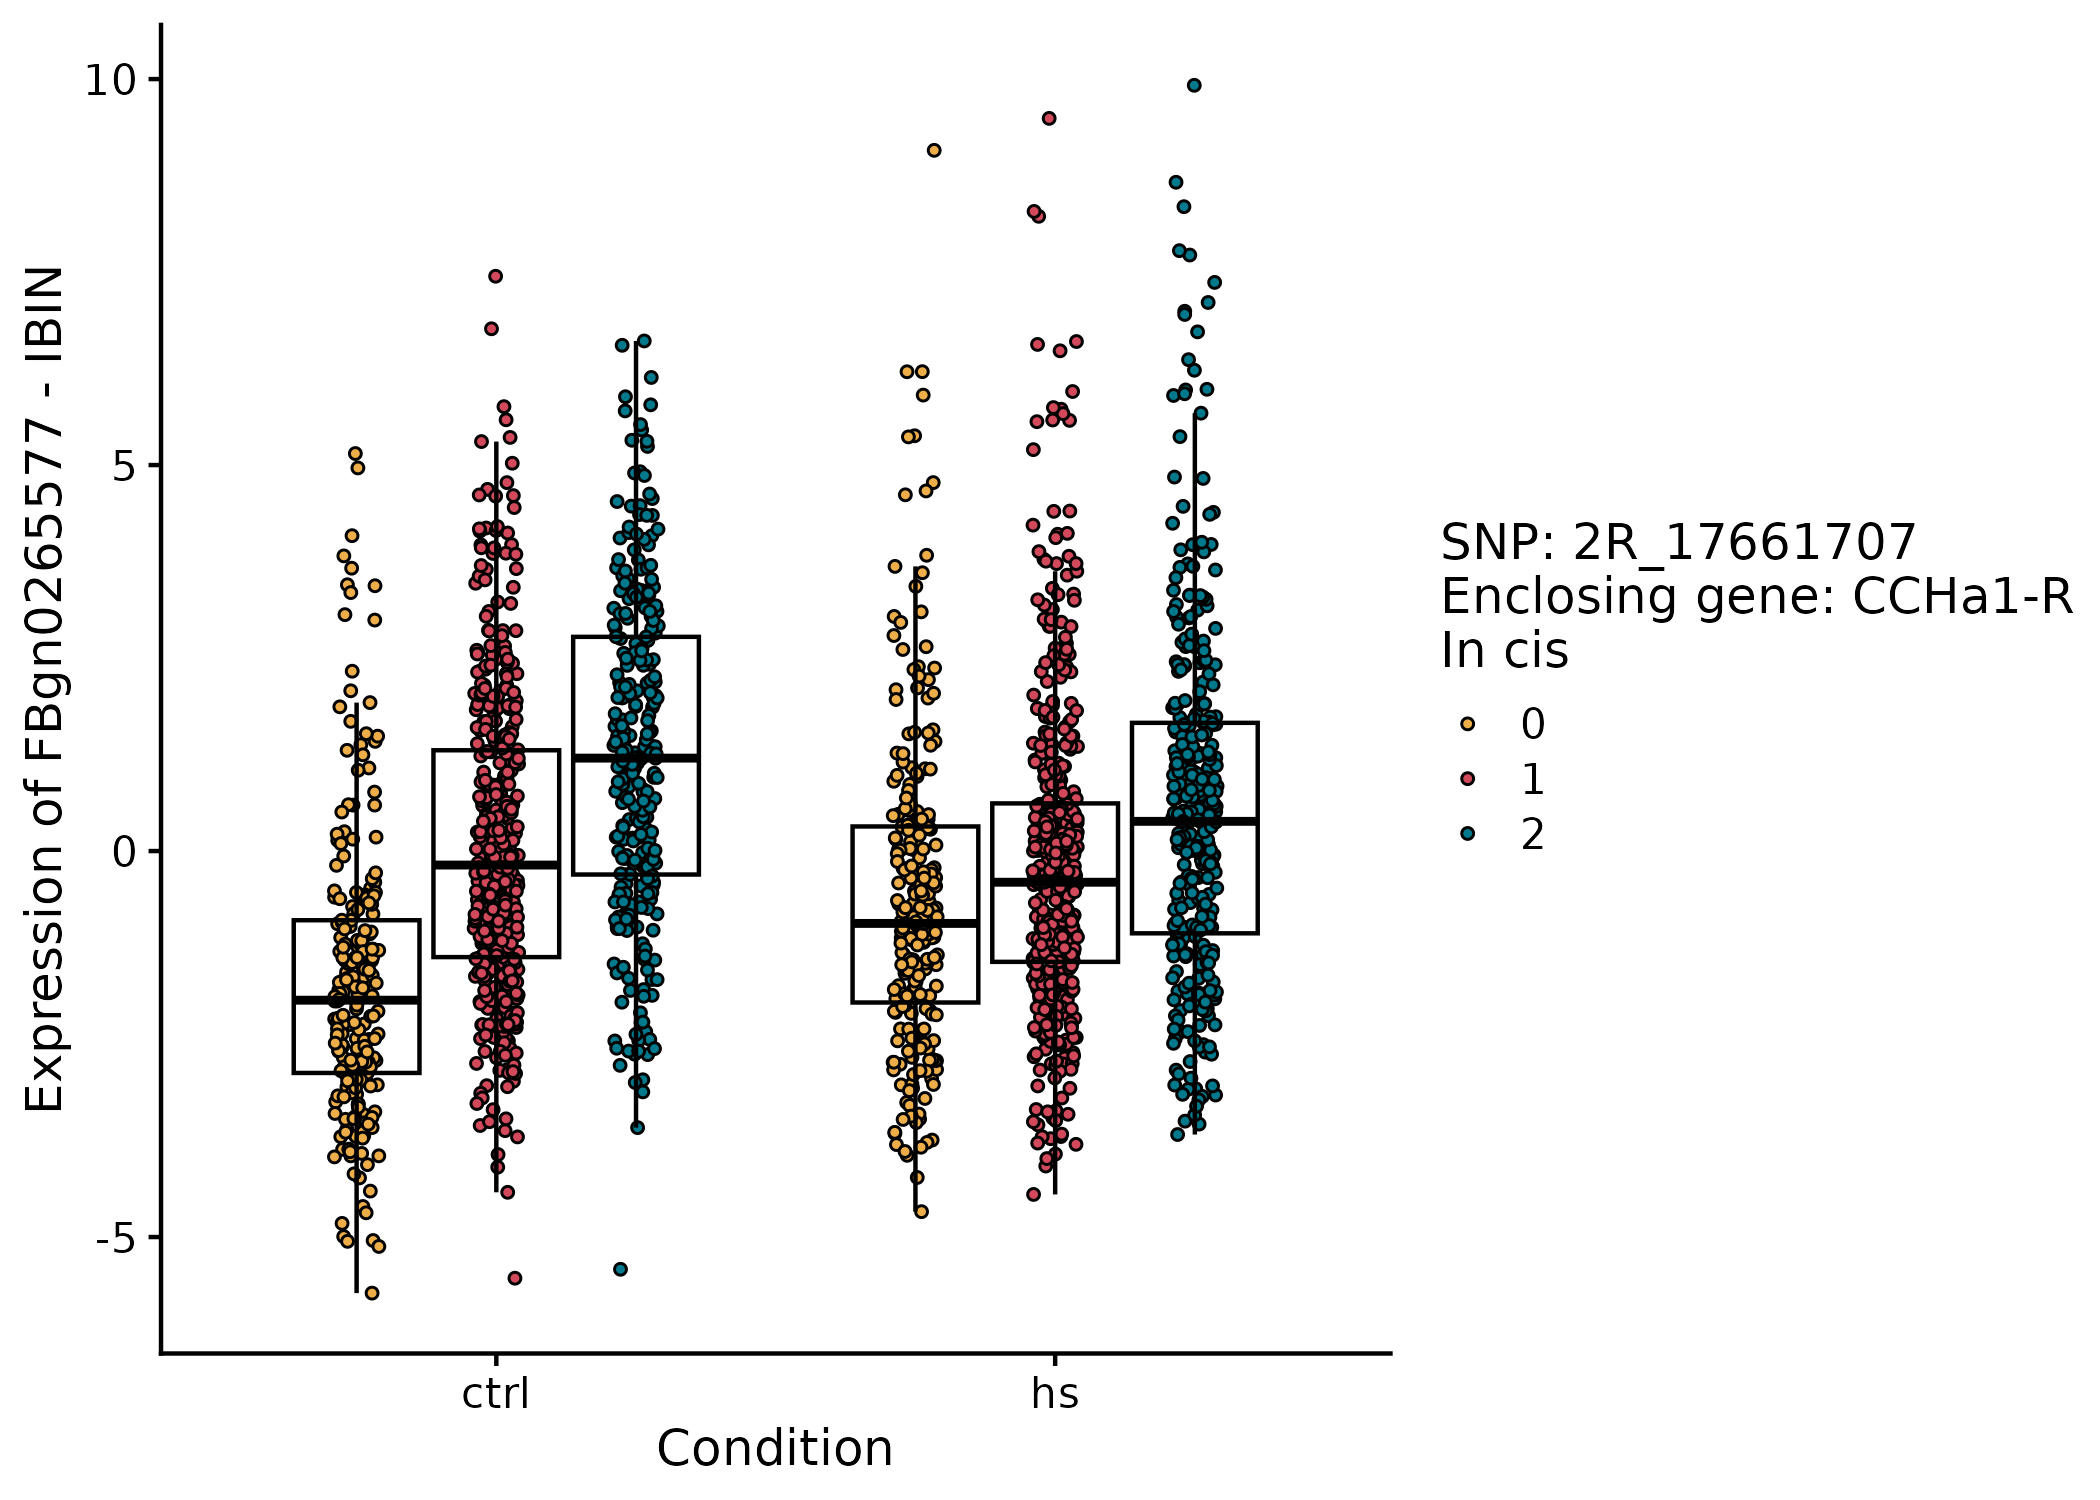 Expression of FBgn0265577 - IBIN
10
5
0
-5
ctrl
hs
Condition
SNP: 2R_17661707
Enclosing gene: CCHa1-R
In cis
0
1
2